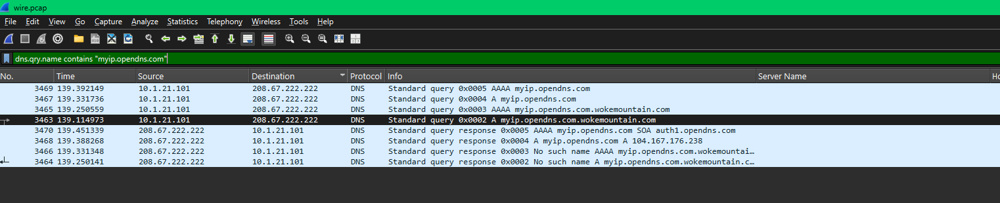 wire.pcap
File Edit View Go Capture Analyze Statistics Telephony Wireless Tools Help
dns.qry.name contains "myip.opendns.com"
No. Time Source Destination Protocol Info Server Name Ho
3469 139.392149 10.1.21.101 208.67.222.222 DNS Standard query 0x0005 AAAA myip.opendns.com
3467 139.331736 10.1.21.101 208.67.222.222 DNS Standard query 0x0004 A myip.opendns.com
3465 139.250559 10.1.21.101 208.67.222.222 DNS Standard query 0x0003 AAAA myip.opendns.com.wokemountain.com
3463 139.114973 10.1.21.101 208.67.222.222 DNS Standard query 0x0002 A myip.opendns.com.wokemountain.com
3470 139.451339 208.67.222.222 10.1.21.101 DNS Standard query response 0x0005 AAAA myip.opendns.com SOA auth1.opendns.com
3468 139.388268 208.67.222.222 10.1.21.101 DNS Standard query response 0x0004 A myip.opendns.com A 104.167.176.238
3466 139.331348 208.67.222.222 10.1.21.101 DNS Standard query response 0x0003 No such name AAAA myip.opendns.com.wokemountai…
3464 139.250141 208.67.222.222 10.1.21.101 DNS Standard query response 0x0002 No such name A myip.opendns.com.wokemountain.c…